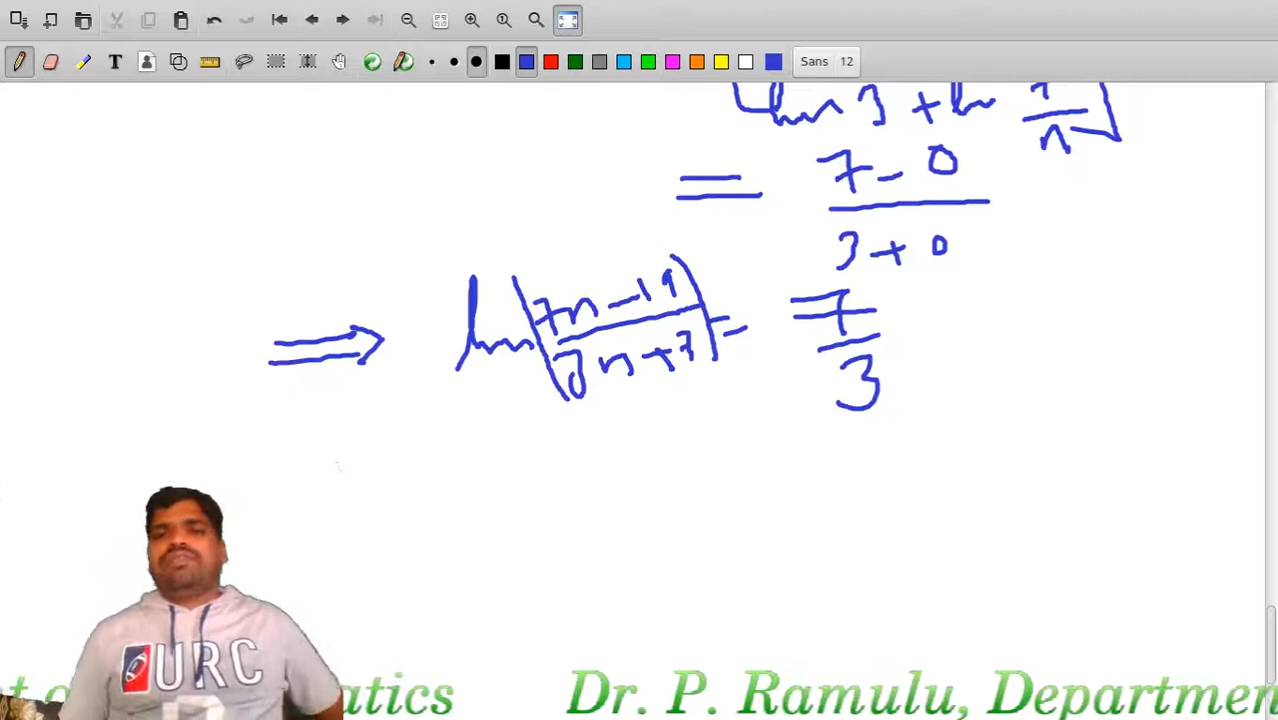 Sans 12
lim 3 + lim 7/n]
= 7 - 0 / 3 + 0
⟹ lim (7n - 19 / 3n + 7) = 7/3
URC
t o atics Dr. P. Ramulu, Departmen